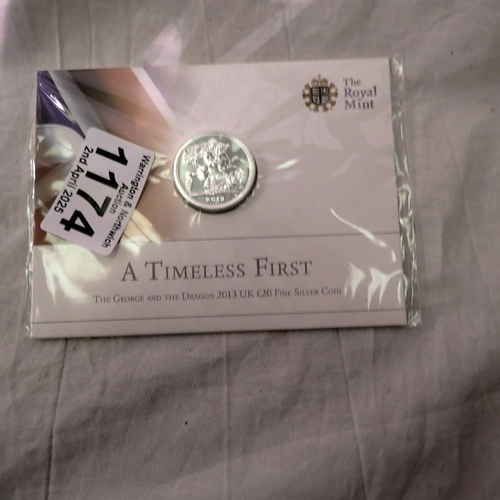 The
Royal
Mint
Warrington & Northwich
Auction
2nd April 2025
1174
2013
A TIMELESS FIRST
THE GEORGE AND THE DRAGON 2013 UK £20 FINE SILVER COIN